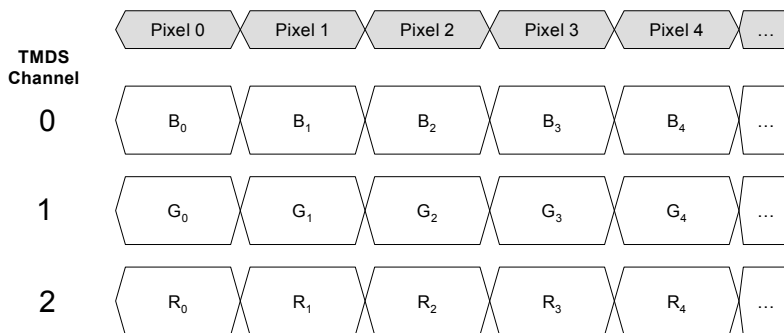 Pixel 0 Pixel 1 Pixel 2 Pixel 3 Pixel 4 ...
TMDS
Channel
0 B₀ B₁ B₂ B₃ B₄ ...
1 G₀ G₁ G₂ G₃ G₄ ...
2 R₀ R₁ R₂ R₃ R₄ ...